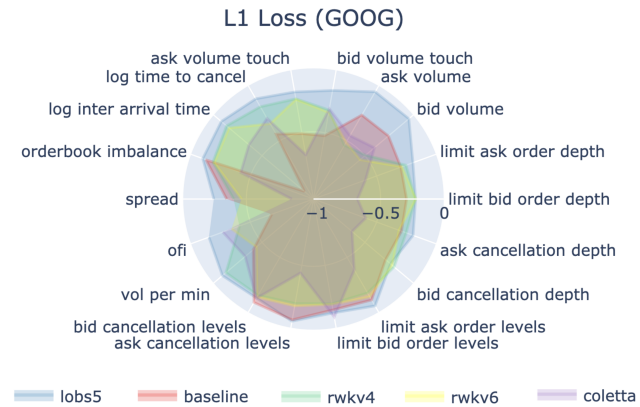 L1 Loss (GOOG)
ask volume touch
bid volume touch
log time to cancel
ask volume
log inter arrival time
bid volume
orderbook imbalance
limit ask order depth
spread
−1
−0.5
0
limit bid order depth
ofi
ask cancellation depth
vol per min
bid cancellation depth
bid cancellation levels
limit ask order levels
ask cancellation levels
limit bid order levels
lobs5
baseline
rwkv4
rwkv6
coletta